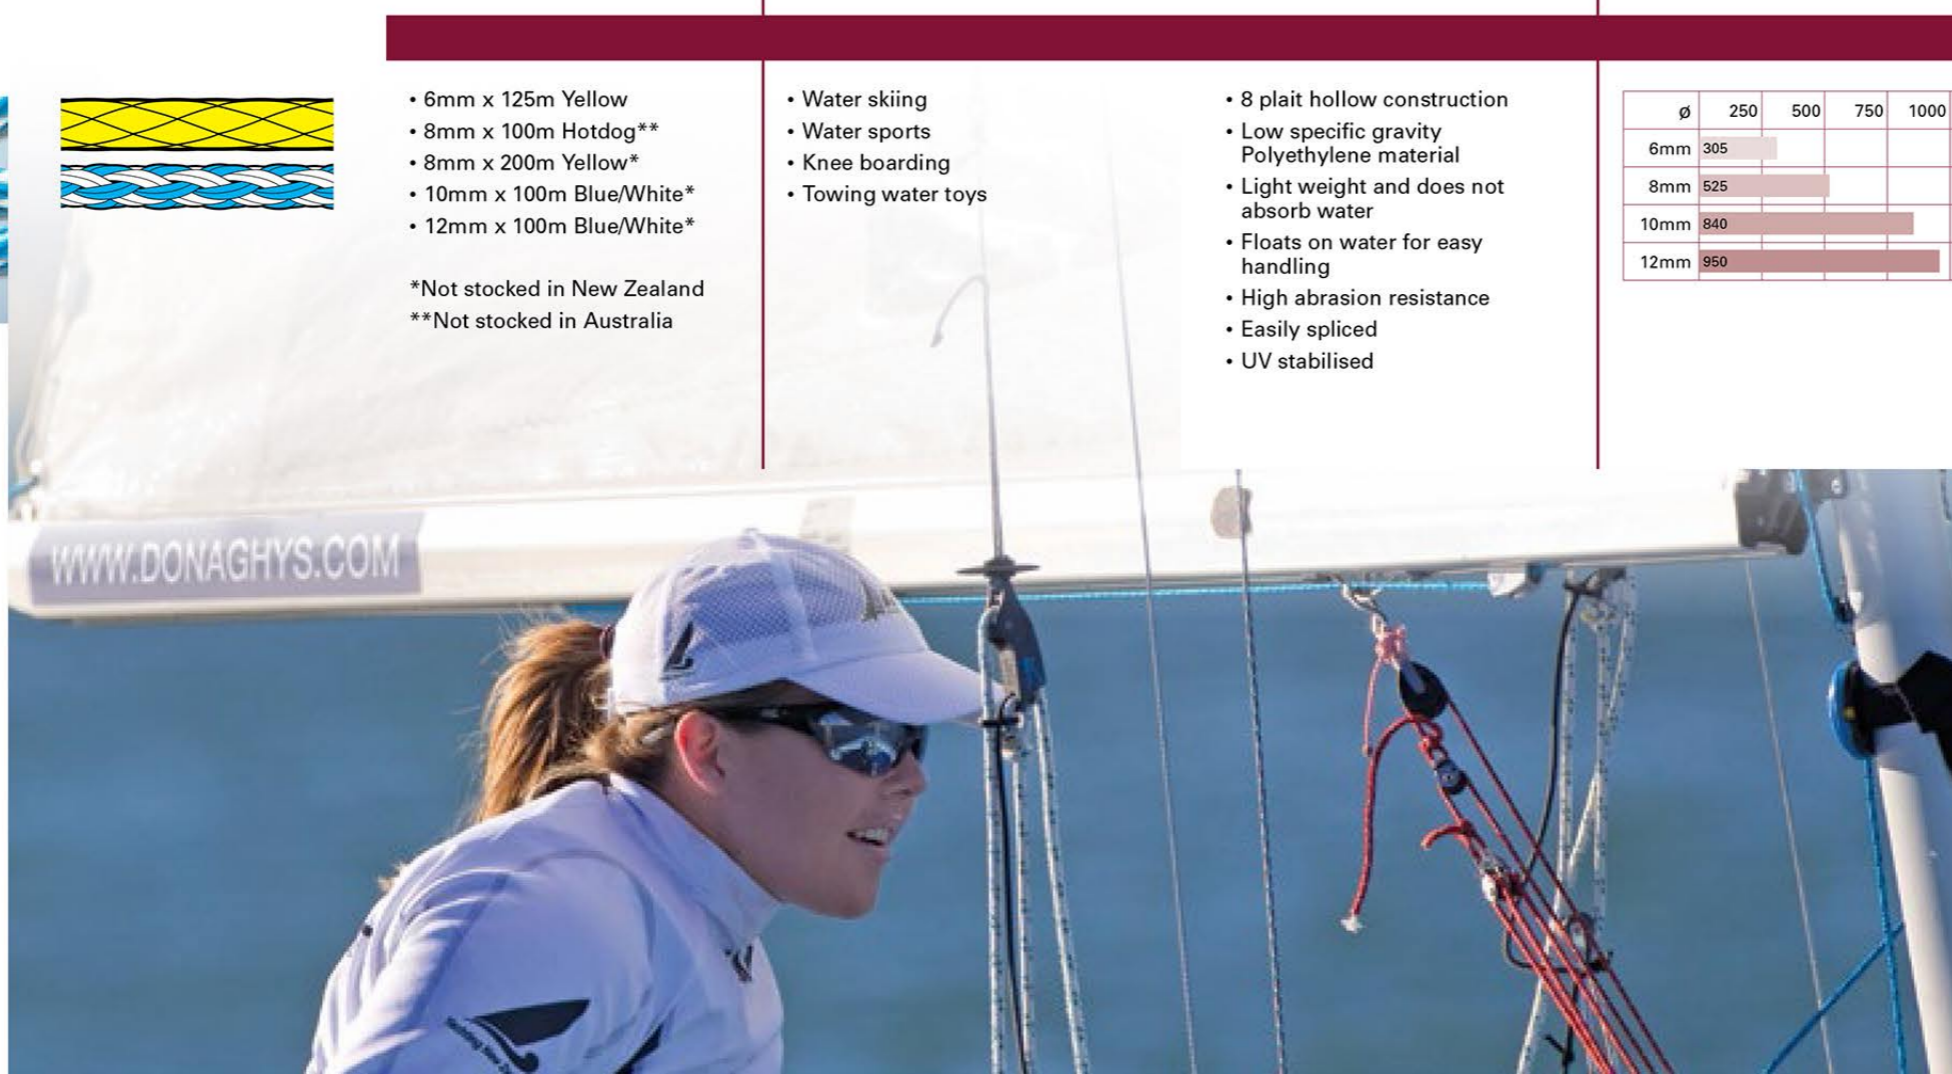 • 6mm x 125m Yellow
• 8mm x 100m Hotdog**
• 8mm x 200m Yellow*
• 10mm x 100m Blue/White*
• 12mm x 100m Blue/White*
*Not stocked in New Zealand
**Not stocked in Australia
• Water skiing
• Water sports
• Knee boarding
• Towing water toys
• 8 plait hollow construction
• Low specific gravity
Polyethylene material
• Light weight and does not
absorb water
• Floats on water for easy
handling
• High abrasion resistance
• Easily spliced
• UV stabilised
ø 250 500 750 1000
6mm 305
8mm 525
10mm 840
12mm 950
WWW.DONAGHYS.COM